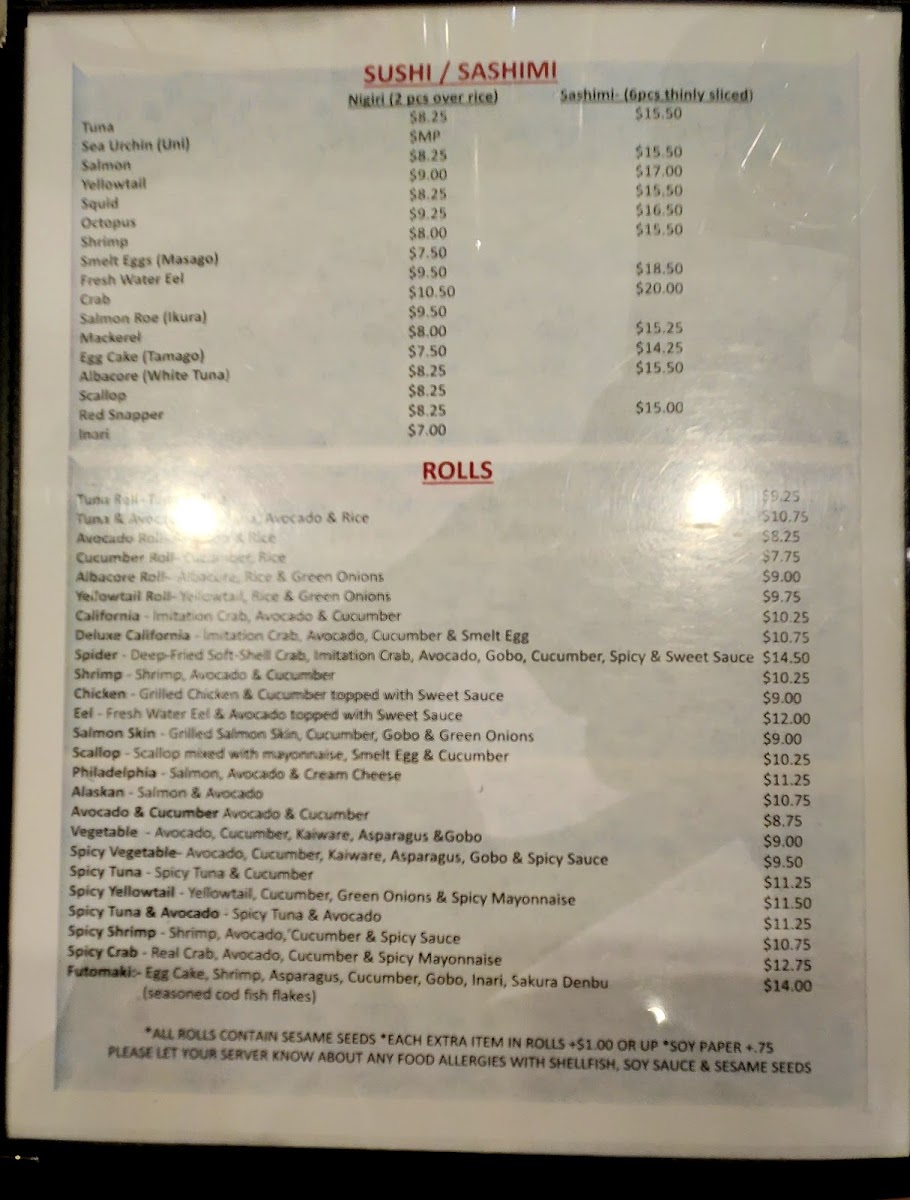 SUSHI / SASHIMI
Nigiri (2 pcs over rice) Sashimi- (6pcs thinly sliced)
Tuna $8.25 $15.50
Sea Urchin (Uni) $MP
Salmon $8.25 $15.50
Yellowtail $9.00 $17.00
Squid $8.25 $15.50
Octopus $9.25 $16.50
Shrimp $8.00 $15.50
Smelt Eggs (Masago) $7.50
Fresh Water Eel $9.50 $18.50
Crab $10.50 $20.00
Salmon Roe (Ikura) $9.50
Mackerel $8.00 $15.25
Egg Cake (Tamago) $7.50 $14.25
Albacore (White Tuna) $8.25 $15.50
Scallop $8.25
Red Snapper $8.25 $15.00
Inari $7.00
ROLLS
Tuna Roll- $9.25
Tuna & Avocado & Rice $10.75
Avocado Roll- & Rice $8.25
Cucumber Roll- Cucumber, Rice $7.75
Albacore Roll- Albacore, Rice & Green Onions $9.00
Yellowtail Roll- Yellowtail, Rice & Green Onions $9.75
California - Imitation Crab, Avocado & Cucumber $10.25
Deluxe California - Imitation Crab, Avocado, Cucumber & Smelt Egg $10.75
Spider - Deep-Fried Soft-Shell Crab, Imitation Crab, Avocado, Gobo, Cucumber, Spicy & Sweet Sauce $14.50
Shrimp - Shrimp, Avocado & Cucumber $10.25
Chicken - Grilled Chicken & Cucumber topped with Sweet Sauce $9.00
Eel - Fresh Water Eel & Avocado topped with Sweet Sauce $12.00
Salmon Skin - Grilled Salmon Skin, Cucumber, Gobo & Green Onions $9.00
Scallop - Scallop mixed with mayonnaise, Smelt Egg & Cucumber $10.25
Philadelphia - Salmon, Avocado & Cream Cheese $11.25
Alaskan - Salmon & Avocado $10.75
Avocado & Cucumber Avocado & Cucumber $8.75
Vegetable - Avocado, Cucumber, Kaiware, Asparagus &Gobo $9.00
Spicy Vegetable- Avocado, Cucumber, Kaiware, Asparagus, Gobo & Spicy Sauce $9.50
Spicy Tuna - Spicy Tuna & Cucumber $11.25
Spicy Yellowtail - Yellowtail, Cucumber, Green Onions & Spicy Mayonnaise $11.50
Spicy Tuna & Avocado - Spicy Tuna & Avocado $11.25
Spicy Shrimp - Shrimp, Avocado, Cucumber & Spicy Sauce $10.75
Spicy Crab - Real Crab, Avocado, Cucumber & Spicy Mayonnaise $12.75
Futomaki:- Egg Cake, Shrimp, Asparagus, Cucumber, Gobo, Inari, Sakura Denbu $14.00
(seasoned cod fish flakes)
*ALL ROLLS CONTAIN SESAME SEEDS *EACH EXTRA ITEM IN ROLLS +$1.00 OR UP *SOY PAPER +.75
PLEASE LET YOUR SERVER KNOW ABOUT ANY FOOD ALLERGIES WITH SHELLFISH, SOY SAUCE & SESAME SEEDS